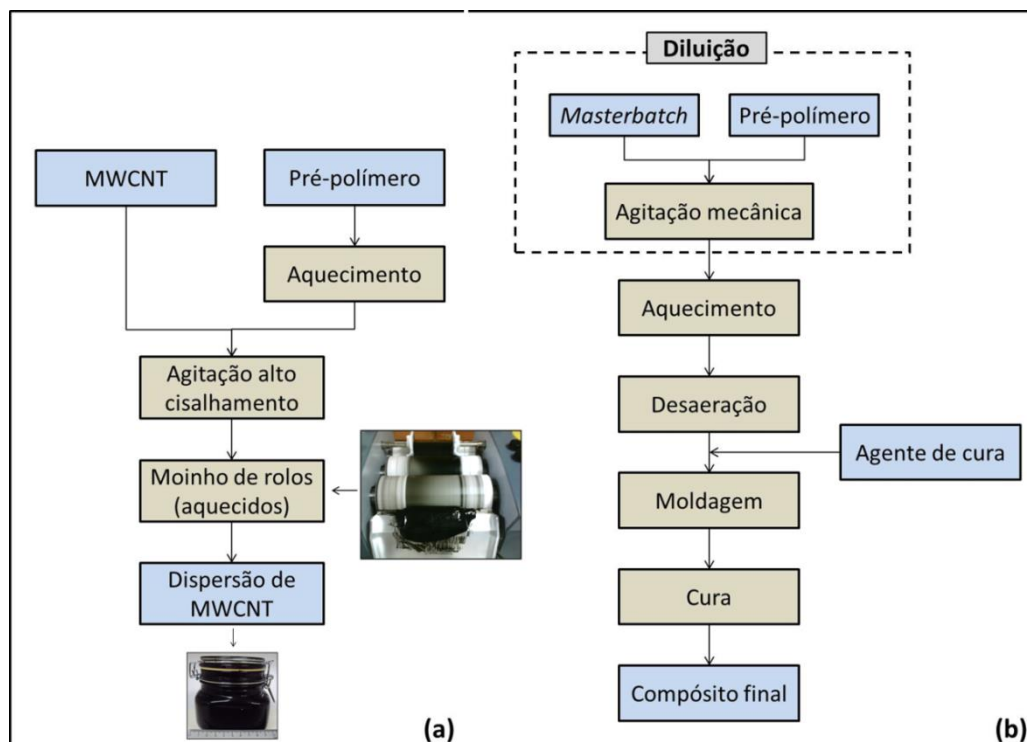 MWCNT
Pré-polímero
Aquecimento
Agitação alto
cisalhamento
Moinho de rolos
(aquecidos)
Dispersão de
MWCNT
(a)
Diluição
Masterbatch
Pré-polímero
Agitação mecânica
Aquecimento
Desaeração
Agente de cura
Moldagem
Cura
Compósito final
(b)